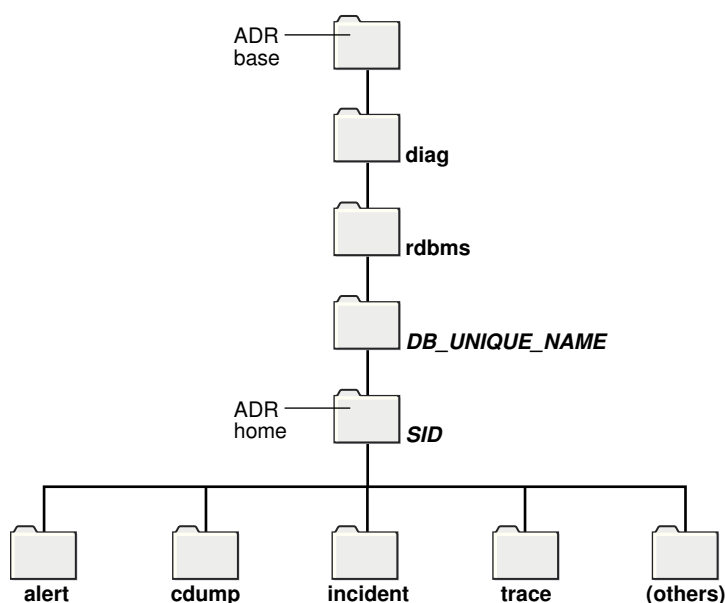 ADR
base
diag
rdbms
DB_UNIQUE_NAME
ADR
home
SID
alert
cdump
incident
trace
(others)